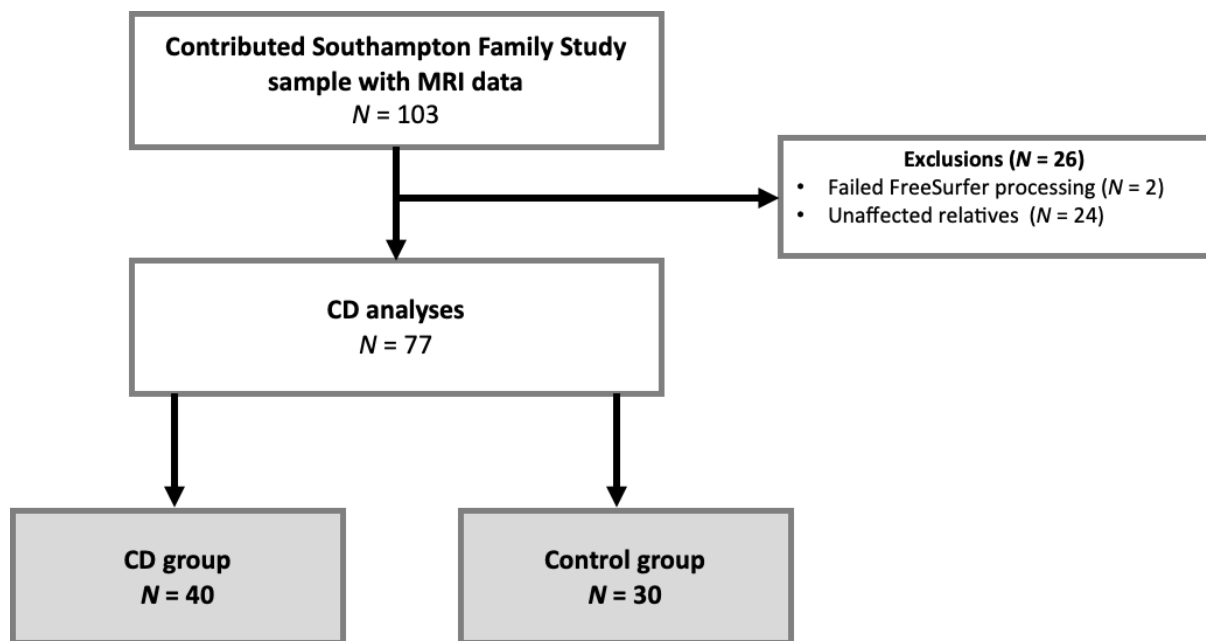 Contributed Southampton Family Study
sample with MRI data
N = 103
Exclusions (N = 26)
• Failed FreeSurfer processing (N = 2)
• Unaffected relatives (N = 24)
CD analyses
N = 77
CD group
N = 40
Control group
N = 30